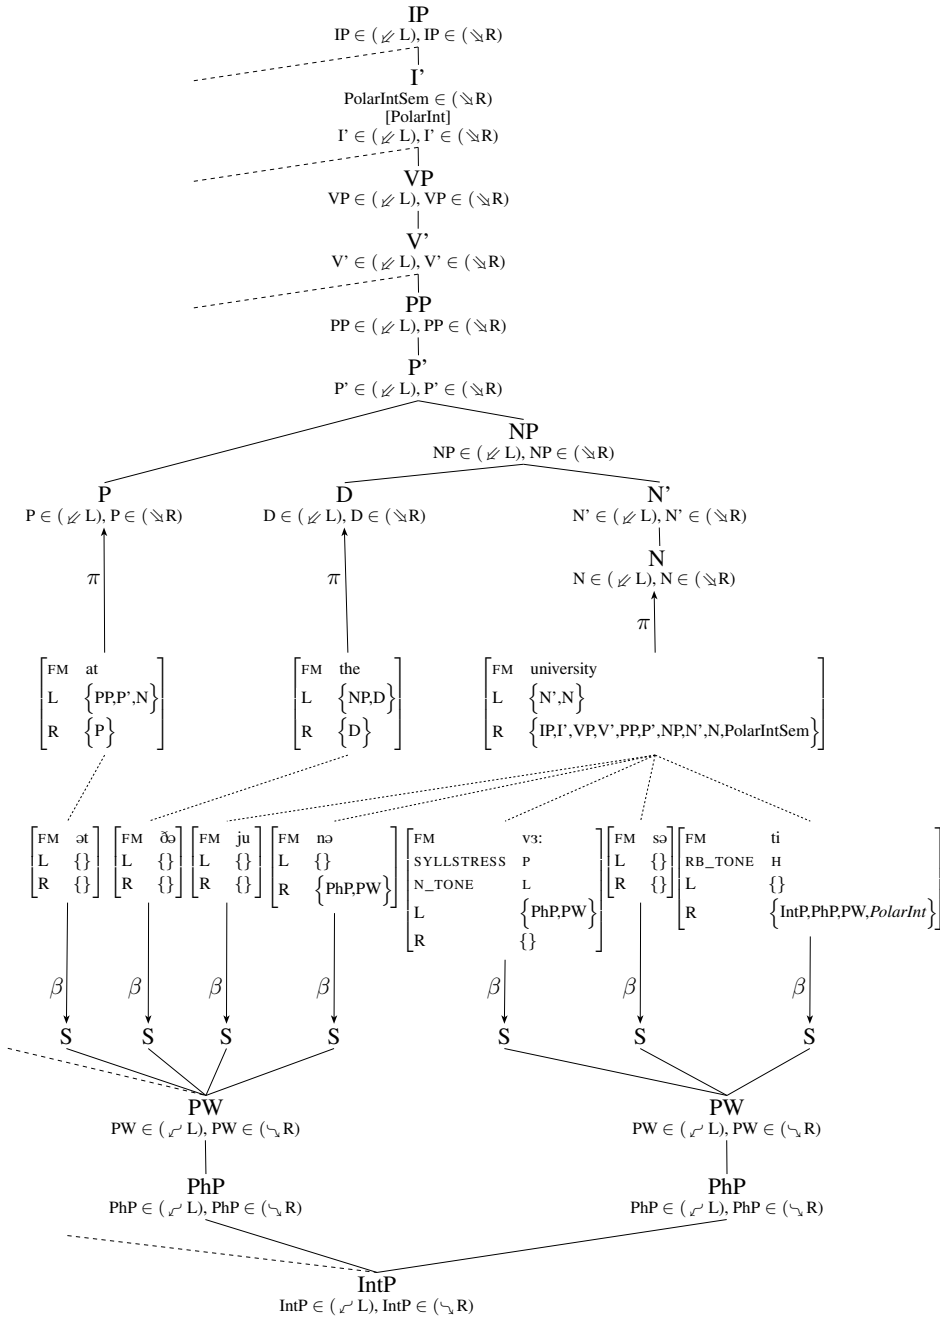 IP
IP ∈ (⇙ L), IP ∈ (⇘R)
I’
PolarIntSem ∈ (⇘R)
[PolarInt]
I’ ∈ (⇙ L), I’ ∈ (⇘R)
VP
VP ∈ (⇙ L), VP ∈ (⇘R)
V’
V’ ∈ (⇙ L), V’ ∈ (⇘R)
PP
PP ∈ (⇙ L), PP ∈ (⇘R)
P’
P’ ∈ (⇙ L), P’ ∈ (⇘R)
NP
NP ∈ (⇙ L), NP ∈ (⇘R)
P D N’
P ∈ (⇙ L), P ∈ (⇘R) D ∈ (⇙ L), D ∈ (⇘R) N’ ∈ (⇙ L), N’ ∈ (⇘R)
N
N ∈ (⇙ L), N ∈ (⇘R)
π π π
FM at
L {PP,P’,N}
R {P}
FM the
L {NP,D}
R {D}
FM university
L {N’,N}
R {IP,I’,VP,V’,PP,P’,NP,N’,N,PolarIntSem}
FM ət
L {}
R {}
FM ðə
L {}
R {}
FM ju
L {}
R {}
FM nə
L {}
R {PhP,PW}
FM vɜ:
SYLLSTRESS P
N_TONE L
L {PhP,PW}
R {}
FM sə
L {}
R {}
FM ti
RB_TONE H
L {}
R {IntP,PhP,PW,PolarInt}
β β β β β β β
S S S S S S S
PW PW
PW ∈ (⤶ L), PW ∈ (⤷ R) PW ∈ (⤶ L), PW ∈ (⤷ R)
PhP PhP
PhP ∈ (⤶ L), PhP ∈ (⤷ R) PhP ∈ (⤶ L), PhP ∈ (⤷ R)
IntP
IntP ∈ (⤶ L), IntP ∈ (⤷ R)